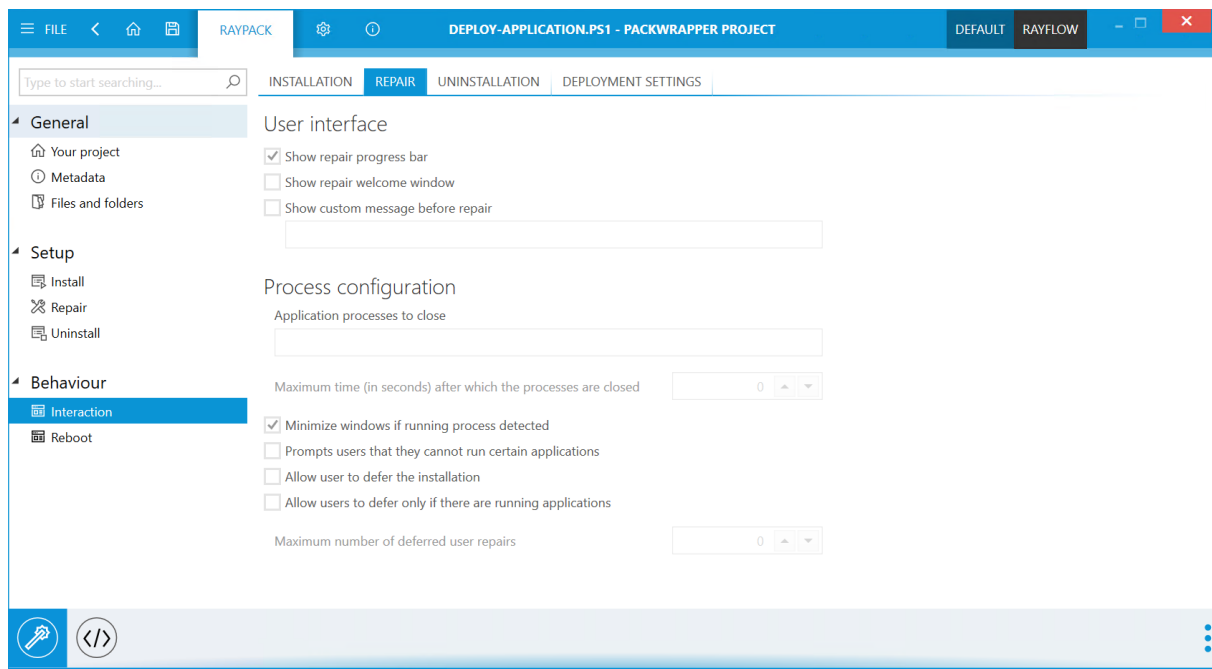 FILE
RAYPACK
DEPLOY-APPLICATION.PS1 - PACKWRAPPER PROJECT
DEFAULT
RAYFLOW
Type to start searching...
INSTALLATION
REPAIR
UNINSTALLATION
DEPLOYMENT SETTINGS
General
Your project
Metadata
Files and folders
Setup
Install
Repair
Uninstall
Behaviour
Interaction
Reboot
User interface
Show repair progress bar
Show repair welcome window
Show custom message before repair
Process configuration
Application processes to close
Maximum time (in seconds) after which the processes are closed
0
Minimize windows if running process detected
Prompts users that they cannot run certain applications
Allow user to defer the installation
Allow users to defer only if there are running applications
Maximum number of deferred user repairs
0